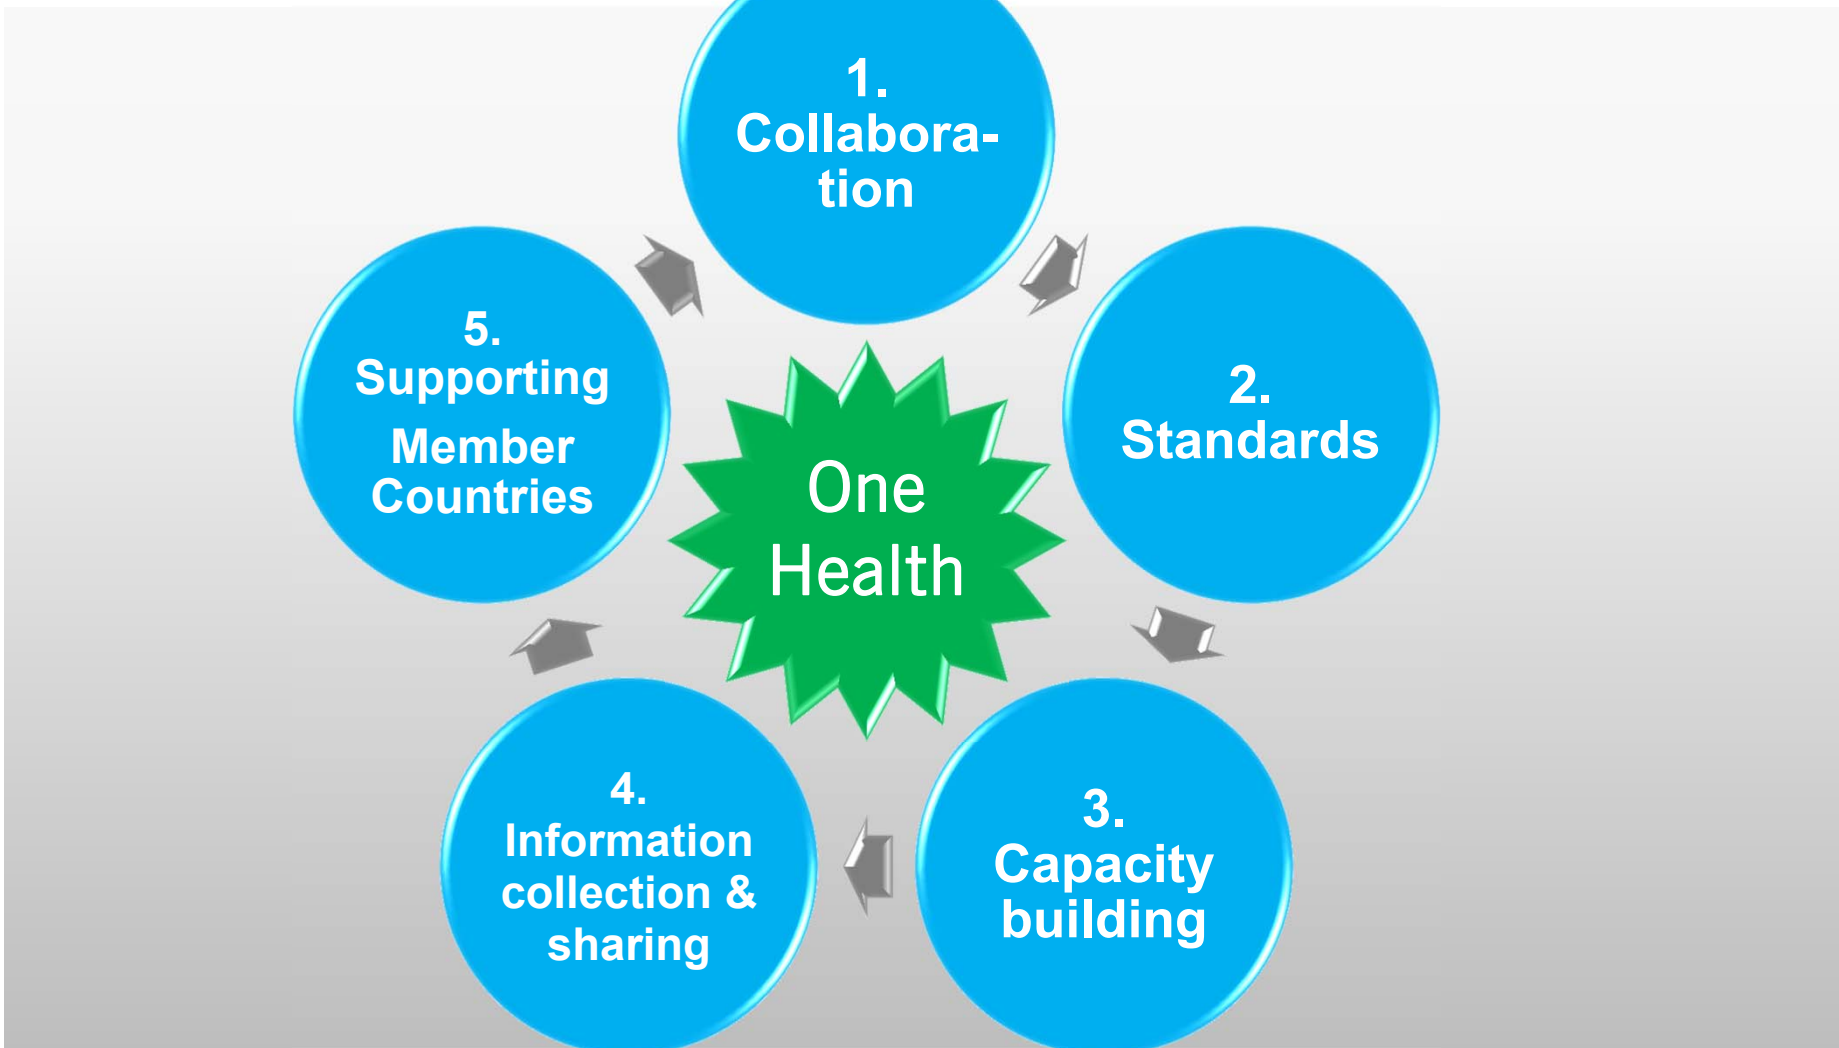 1.
Collabora-
tion
2.
Standards
3.
Capacity
building
4.
Information
collection &
sharing
5.
Supporting
Member
Countries
One
Health